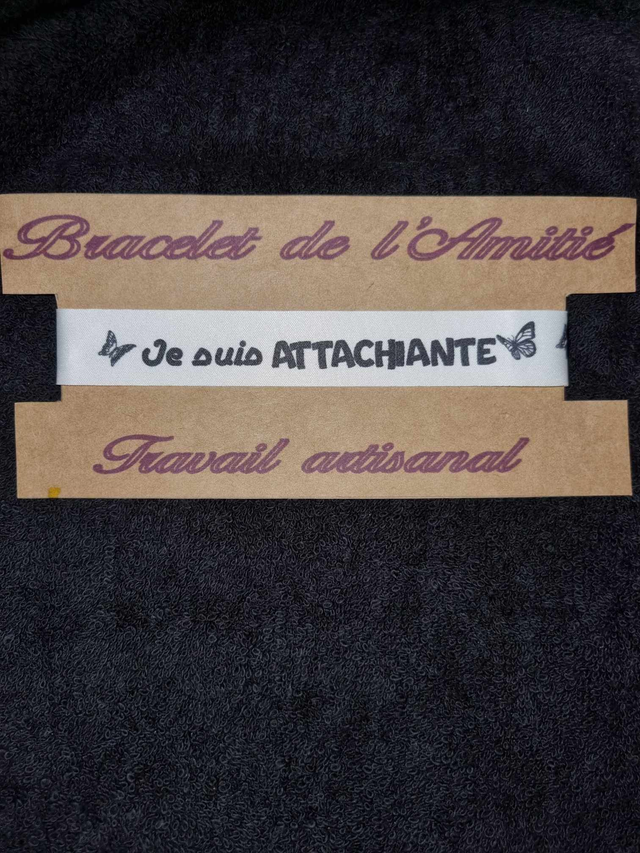 Bracelet de l'Amitié
Je suis ATTACHIANTE
Travail artisanal